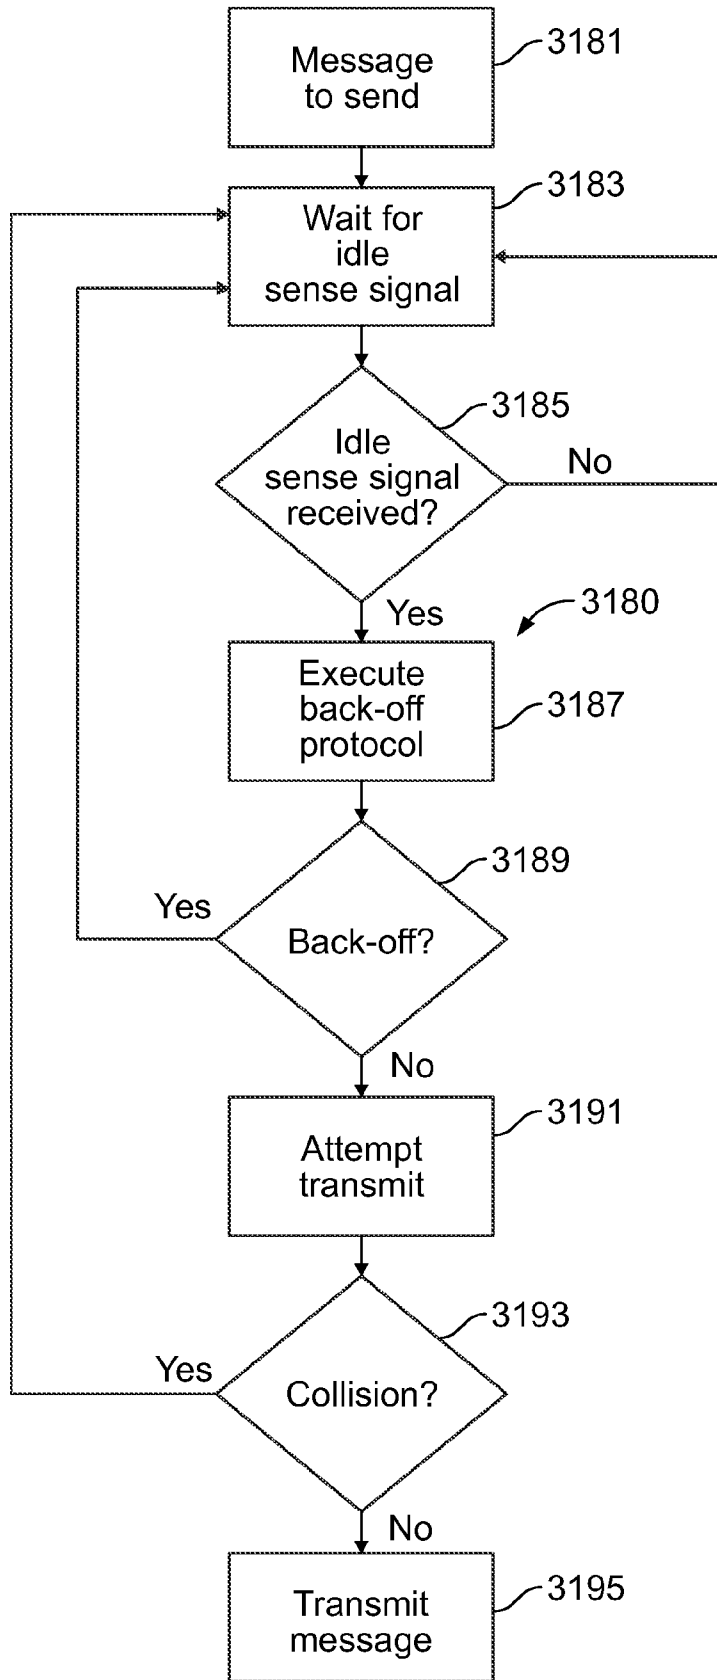 Message
to send
3181
Wait for
idle
sense signal
3183
Idle
sense signal
received?
3185
No
Yes
3180
Execute
back-off
protocol
3187
Back-off?
3189
Yes
No
Attempt
transmit
3191
Collision?
3193
Yes
No
Transmit
message
3195